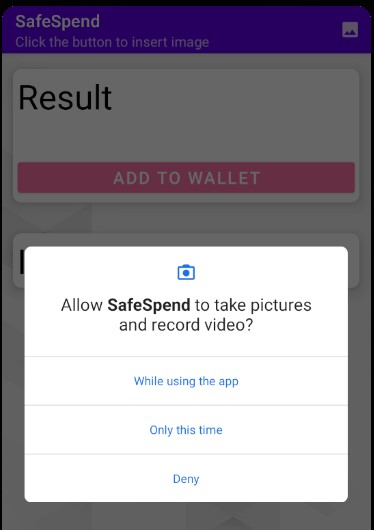 SafeSpend
Click the button to insert image
Result
ADD TO WALLET
Allow SafeSpend to take pictures
and record video?
While using the app
Only this time
Deny